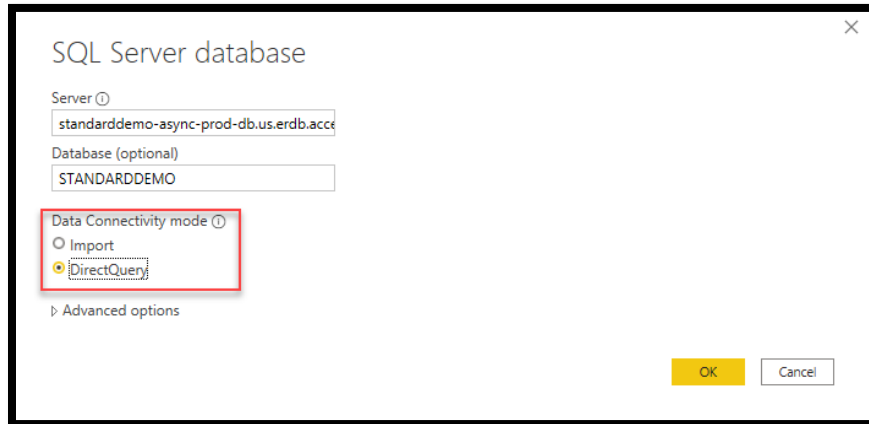 SQL Server database
Server
standarddemo-async-prod-db.us.erdb.acce
Database (optional)
STANDARDDEMO
Data Connectivity mode
Import
DirectQuery
Advanced options
OK Cancel